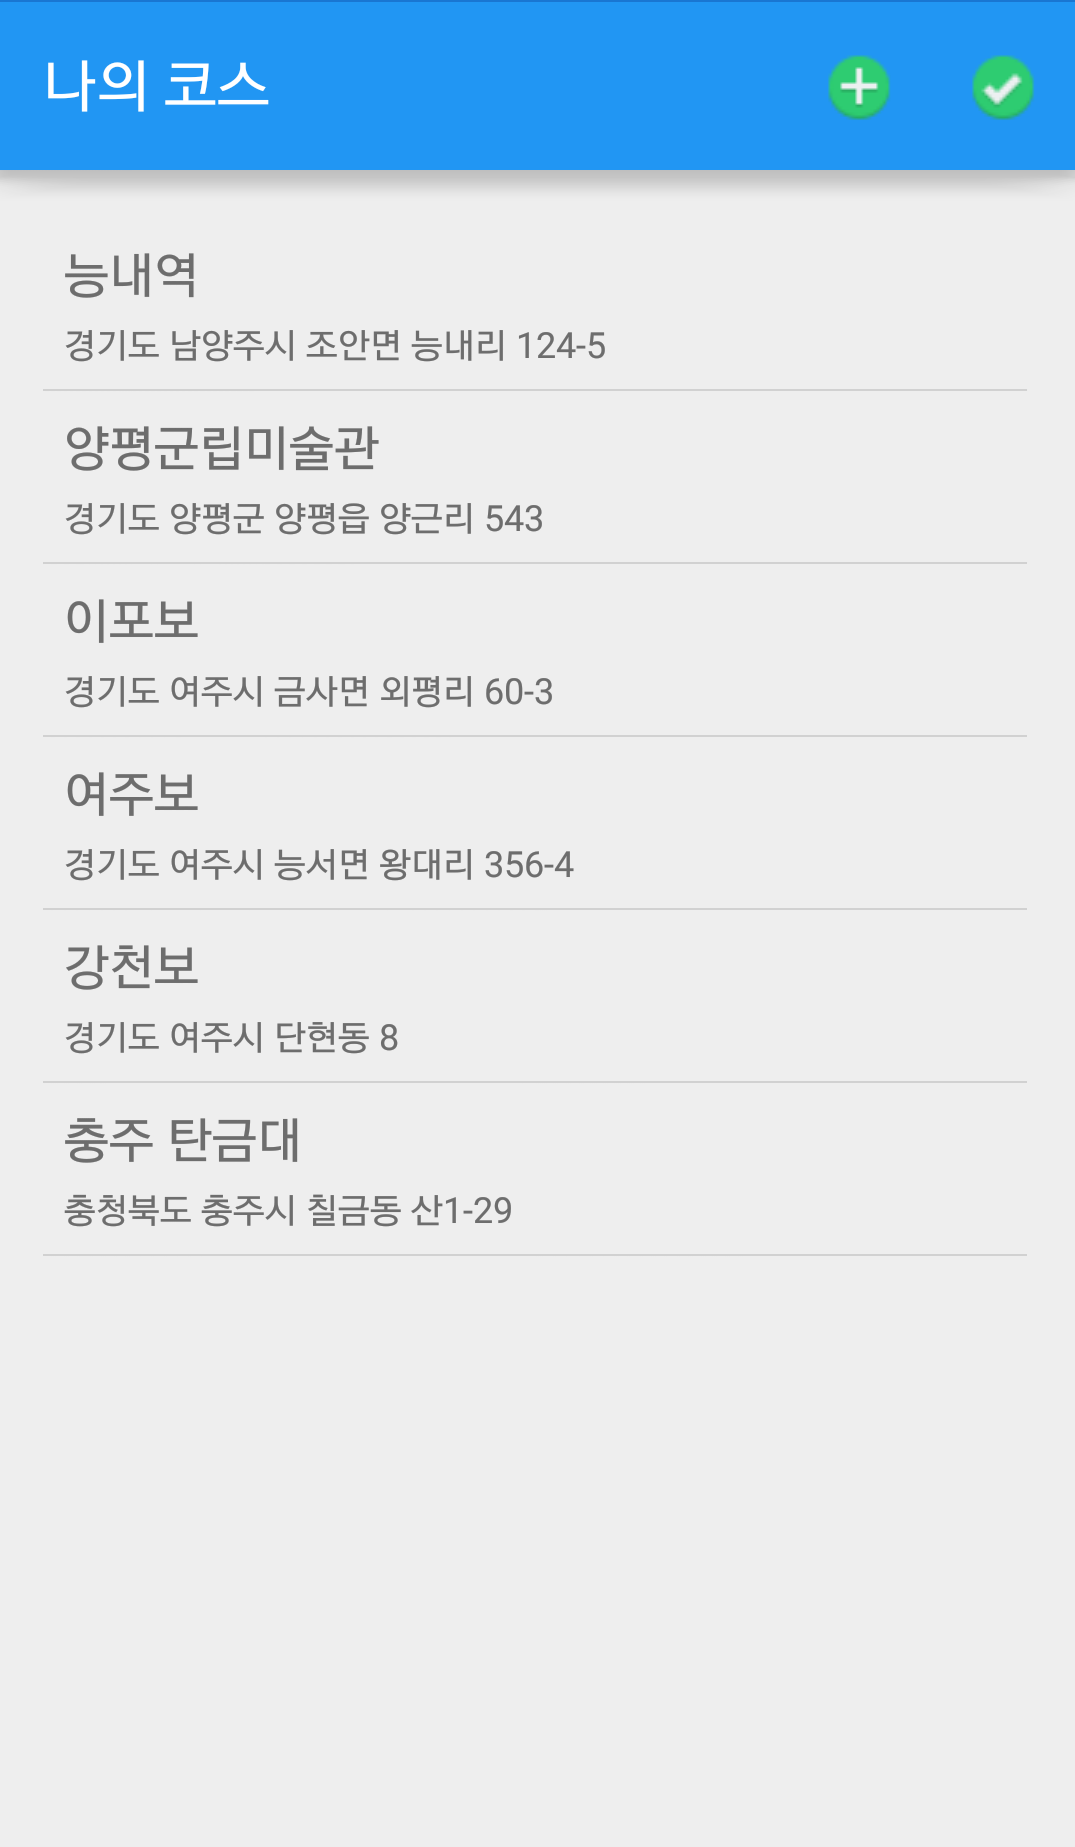 나의 코스
능내역
경기도 남양주시 조안면 능내리 124-5
양평군립미술관
경기도 양평군 양평읍 양근리 543
이포보
경기도 여주시 금사면 외평리 60-3
여주보
경기도 여주시 능서면 왕대리 356-4
강천보
경기도 여주시 단현동 8
충주 탄금대
충청북도 충주시 칠금동 산1-29